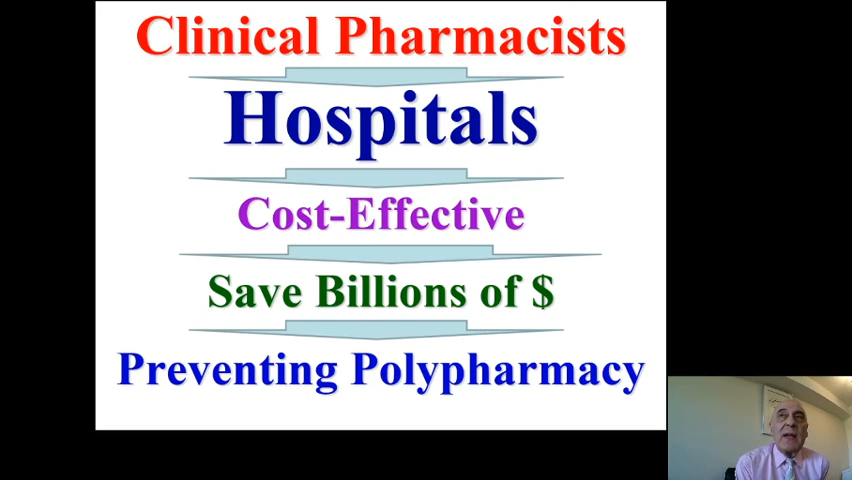 Clinical Pharmacists
Hospitals
Cost-Effective
Save Billions of $
Preventing Polypharmacy